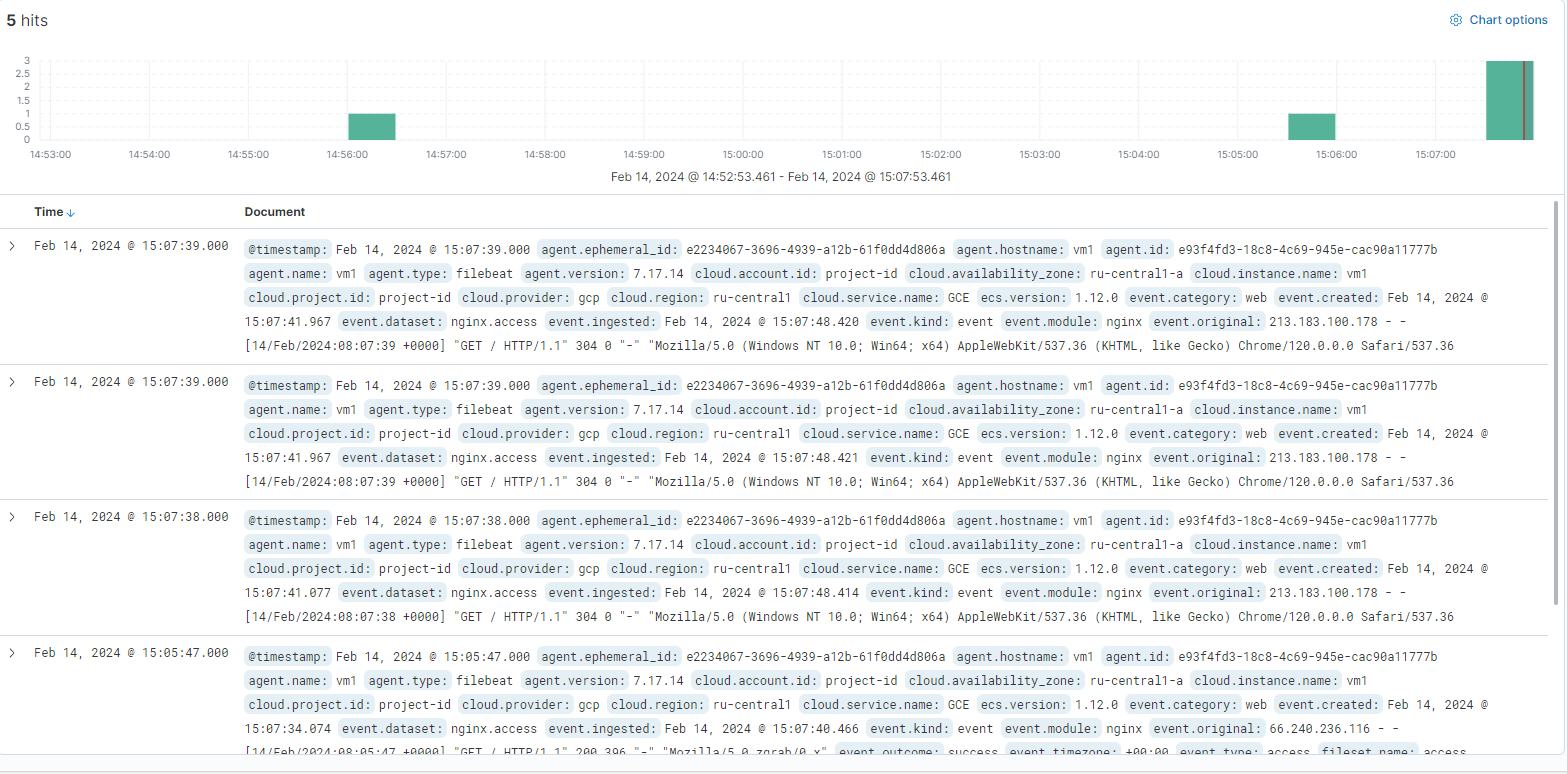 5 hits
Chart options
3
2.5
2
1.5
1
0.5
0
14:53:00 14:54:00 14:55:00 14:56:00 14:57:00 14:58:00 14:59:00 15:00:00 15:01:00 15:02:00 15:03:00 15:04:00 15:05:00 15:06:00 15:07:00
Feb 14, 2024 @ 14:52:53.461 - Feb 14, 2024 @ 15:07:53.461
Time Document
Feb 14, 2024 @ 15:07:39.000 @timestamp: Feb 14, 2024 @ 15:07:39.000 agent.ephemeral_id: e2234067-3696-4939-a12b-61f0dd4d806a agent.hostname: vm1 agent.id: e93f4fd3-18c8-4c69-945e-cac90a11777b
agent.name: vm1 agent.type: filebeat agent.version: 7.17.14 cloud.account.id: project-id cloud.availability_zone: ru-central1-a cloud.instance.name: vm1
cloud.project.id: project-id cloud.provider: gcp cloud.region: ru-central1 cloud.service.name: GCE ecs.version: 1.12.0 event.category: web event.created: Feb 14, 2024 @
15:07:41.967 event.dataset: nginx.access event.ingested: Feb 14, 2024 @ 15:07:48.420 event.kind: event event.module: nginx event.original: 213.183.100.178 - -
[14/Feb/2024:08:07:39 +0000] "GET / HTTP/1.1" 304 0 "-" "Mozilla/5.0 (Windows NT 10.0; Win64; x64) AppleWebKit/537.36 (KHTML, like Gecko) Chrome/120.0.0.0 Safari/537.36
Feb 14, 2024 @ 15:07:39.000 @timestamp: Feb 14, 2024 @ 15:07:39.000 agent.ephemeral_id: e2234067-3696-4939-a12b-61f0dd4d806a agent.hostname: vm1 agent.id: e93f4fd3-18c8-4c69-945e-cac90a11777b
agent.name: vm1 agent.type: filebeat agent.version: 7.17.14 cloud.account.id: project-id cloud.availability_zone: ru-central1-a cloud.instance.name: vm1
cloud.project.id: project-id cloud.provider: gcp cloud.region: ru-central1 cloud.service.name: GCE ecs.version: 1.12.0 event.category: web event.created: Feb 14, 2024 @
15:07:41.967 event.dataset: nginx.access event.ingested: Feb 14, 2024 @ 15:07:48.421 event.kind: event event.module: nginx event.original: 213.183.100.178 - -
[14/Feb/2024:08:07:39 +0000] "GET / HTTP/1.1" 304 0 "-" "Mozilla/5.0 (Windows NT 10.0; Win64; x64) AppleWebKit/537.36 (KHTML, like Gecko) Chrome/120.0.0.0 Safari/537.36
Feb 14, 2024 @ 15:07:38.000 @timestamp: Feb 14, 2024 @ 15:07:38.000 agent.ephemeral_id: e2234067-3696-4939-a12b-61f0dd4d806a agent.hostname: vm1 agent.id: e93f4fd3-18c8-4c69-945e-cac90a11777b
agent.name: vm1 agent.type: filebeat agent.version: 7.17.14 cloud.account.id: project-id cloud.availability_zone: ru-central1-a cloud.instance.name: vm1
cloud.project.id: project-id cloud.provider: gcp cloud.region: ru-central1 cloud.service.name: GCE ecs.version: 1.12.0 event.category: web event.created: Feb 14, 2024 @
15:07:41.077 event.dataset: nginx.access event.ingested: Feb 14, 2024 @ 15:07:48.414 event.kind: event event.module: nginx event.original: 213.183.100.178 - -
[14/Feb/2024:08:07:38 +0000] "GET / HTTP/1.1" 304 0 "-" "Mozilla/5.0 (Windows NT 10.0; Win64; x64) AppleWebKit/537.36 (KHTML, like Gecko) Chrome/120.0.0.0 Safari/537.36
Feb 14, 2024 @ 15:05:47.000 @timestamp: Feb 14, 2024 @ 15:05:47.000 agent.ephemeral_id: e2234067-3696-4939-a12b-61f0dd4d806a agent.hostname: vm1 agent.id: e93f4fd3-18c8-4c69-945e-cac90a11777b
agent.name: vm1 agent.type: filebeat agent.version: 7.17.14 cloud.account.id: project-id cloud.availability_zone: ru-central1-a cloud.instance.name: vm1
cloud.project.id: project-id cloud.provider: gcp cloud.region: ru-central1 cloud.service.name: GCE ecs.version: 1.12.0 event.category: web event.created: Feb 14, 2024 @
15:07:34.074 event.dataset: nginx.access event.ingested: Feb 14, 2024 @ 15:07:40.466 event.kind: event event.module: nginx event.original: 66.240.236.116 - -
[14/Feb/2024:08:05:47 +0000] "GET / HTTP/1.1" 200 396 "-" "Mozilla/5.0 zgrab/0.x" event.outcome: success event.timezone: +00:00 event.type: access fileset.name: access